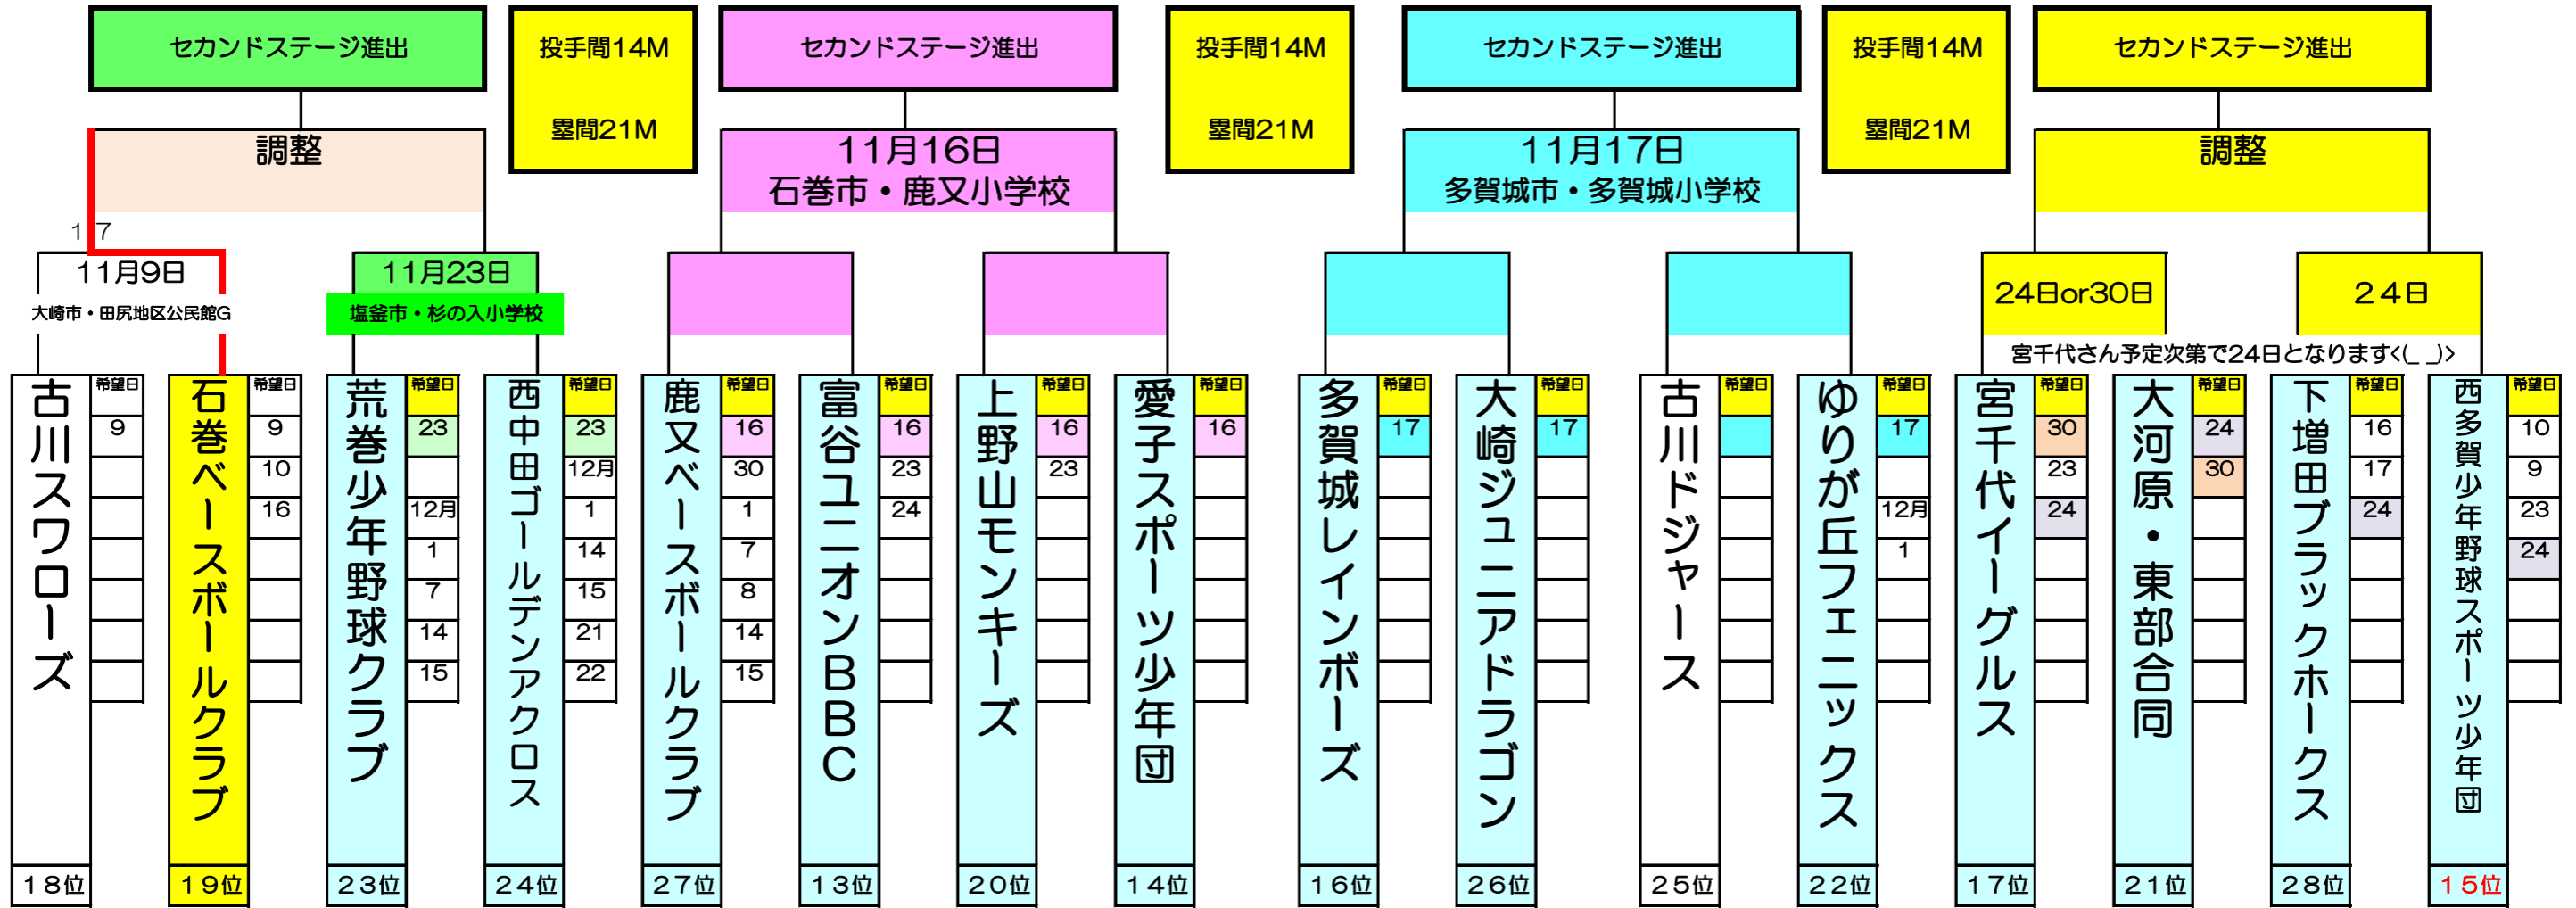 セカンドステージ進出
投手間14M
塁間21M
セカンドステージ進出
投手間14M
塁間21M
セカンドステージ進出
投手間14M
塁間21M
セカンドステージ進出
調整
11月16日
石巻市・鹿又小学校
11月17日
多賀城市・多賀城小学校
調整
1 7
11月9日
大崎市・田尻地区公民館G
11月23日
塩釜市・杉の入小学校
24日or30日
24日
宮千代さん予定次第で24日となります<(_ _)>
古川スワローズ
希望日
9
18位
石巻ベースボールクラブ
希望日
9
10
16
19位
荒巻少年野球クラブ
希望日
23
12月
1
7
14
15
23位
西中田ゴールデンアクロス
希望日
23
12月
1
14
15
21
22
24位
鹿又ベースボールクラブ
希望日
16
30
1
7
8
14
15
27位
富谷ユニオンBBC
希望日
16
23
24
13位
上野山モンキーズ
希望日
16
23
20位
愛子スポーツ少年団
希望日
16
14位
多賀城レインボーズ
希望日
17
16位
大崎ジュニアドラゴン
希望日
17
26位
古川ドジャース
希望日
25位
ゆりが丘フェニックス
希望日
17
12月
1
22位
宮千代イーグルス
希望日
30
23
24
17位
大河原・東部合同
希望日
24
30
21位
下増田ブラックホークス
希望日
16
17
24
28位
西多賀少年野球スポーツ少年団
希望日
10
9
23
24
15位